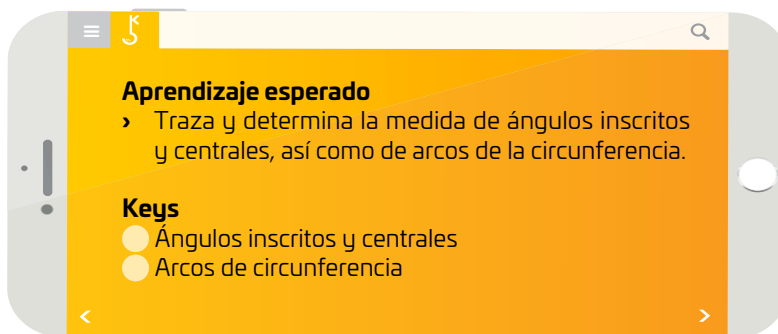 Aprendizaje esperado
› Traza y determina la medida de ángulos inscritos
y centrales, así como de arcos de la circunferencia.
Keys
Ángulos inscritos y centrales
Arcos de circunferencia